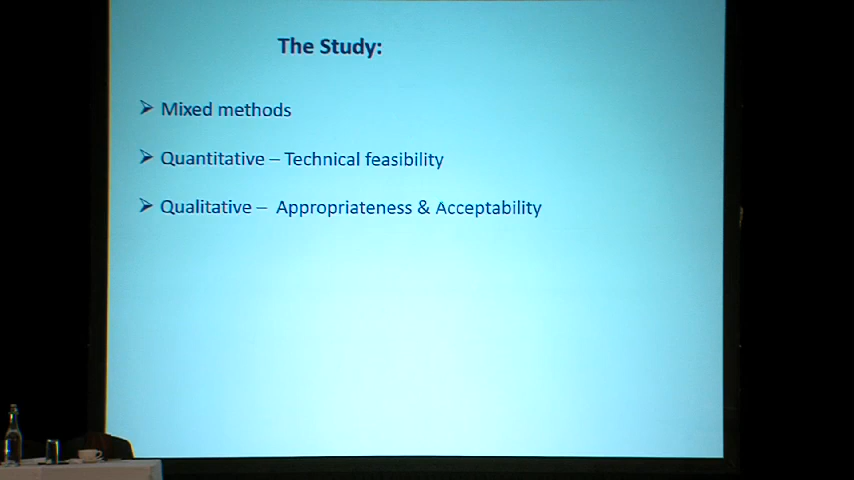 The Study:
➢ Mixed methods
➢ Quantitative – Technical feasibility
➢ Qualitative – Appropriateness & Acceptability